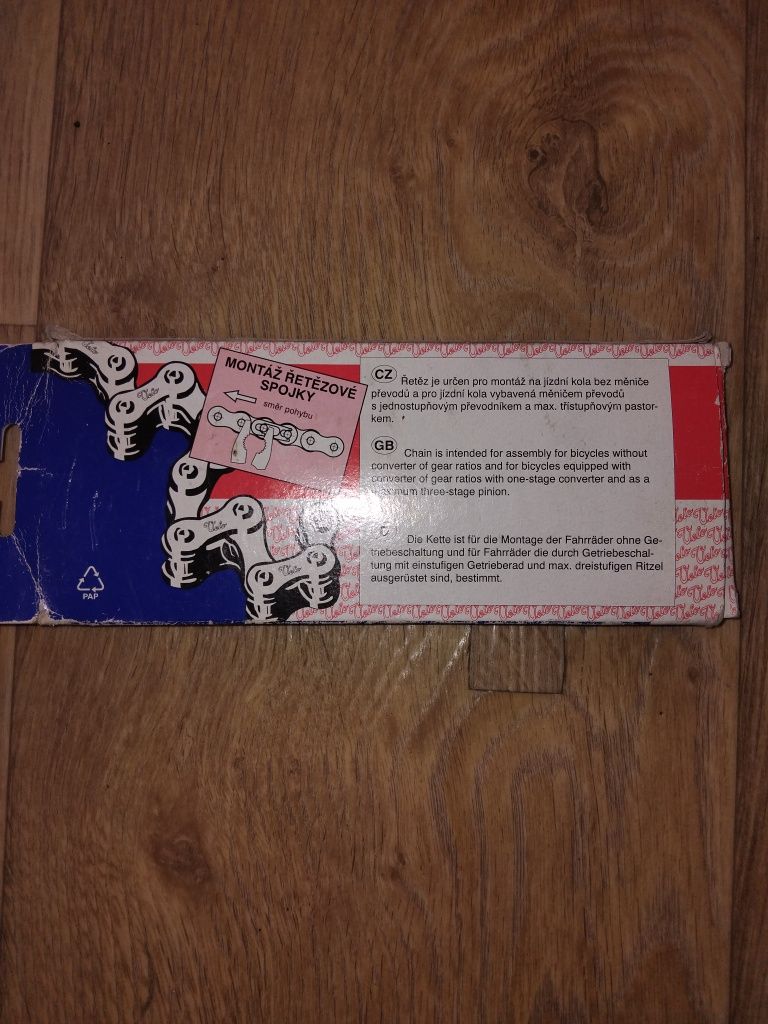 MONTÁŽ ŘETĚZOVÉ
SPOJKY
směr pohybu
CZ Řetěz je určen pro montáž na jízdní kola bez měniče
převodů a pro jízdní kola vybavená měničem převodů
s jednostupňovým převodníkem a max. třístupňovým pastor-
kem.
GB Chain is intended for assembly for bicycles without
converter of gear ratios and for bicycles equipped with
converter of gear ratios with one-stage converter and as a
maximum three-stage pinion.
Die Kette ist für die Montage der Fahrräder ohne Ge-
triebeschaltung und für Fahrräder die durch Getriebeschal-
tung mit einstufigen Getrieberad und max. dreistufigen Ritzel
ausgerüstet sind, bestimmt.
Velo
Velo
Velo
PAP